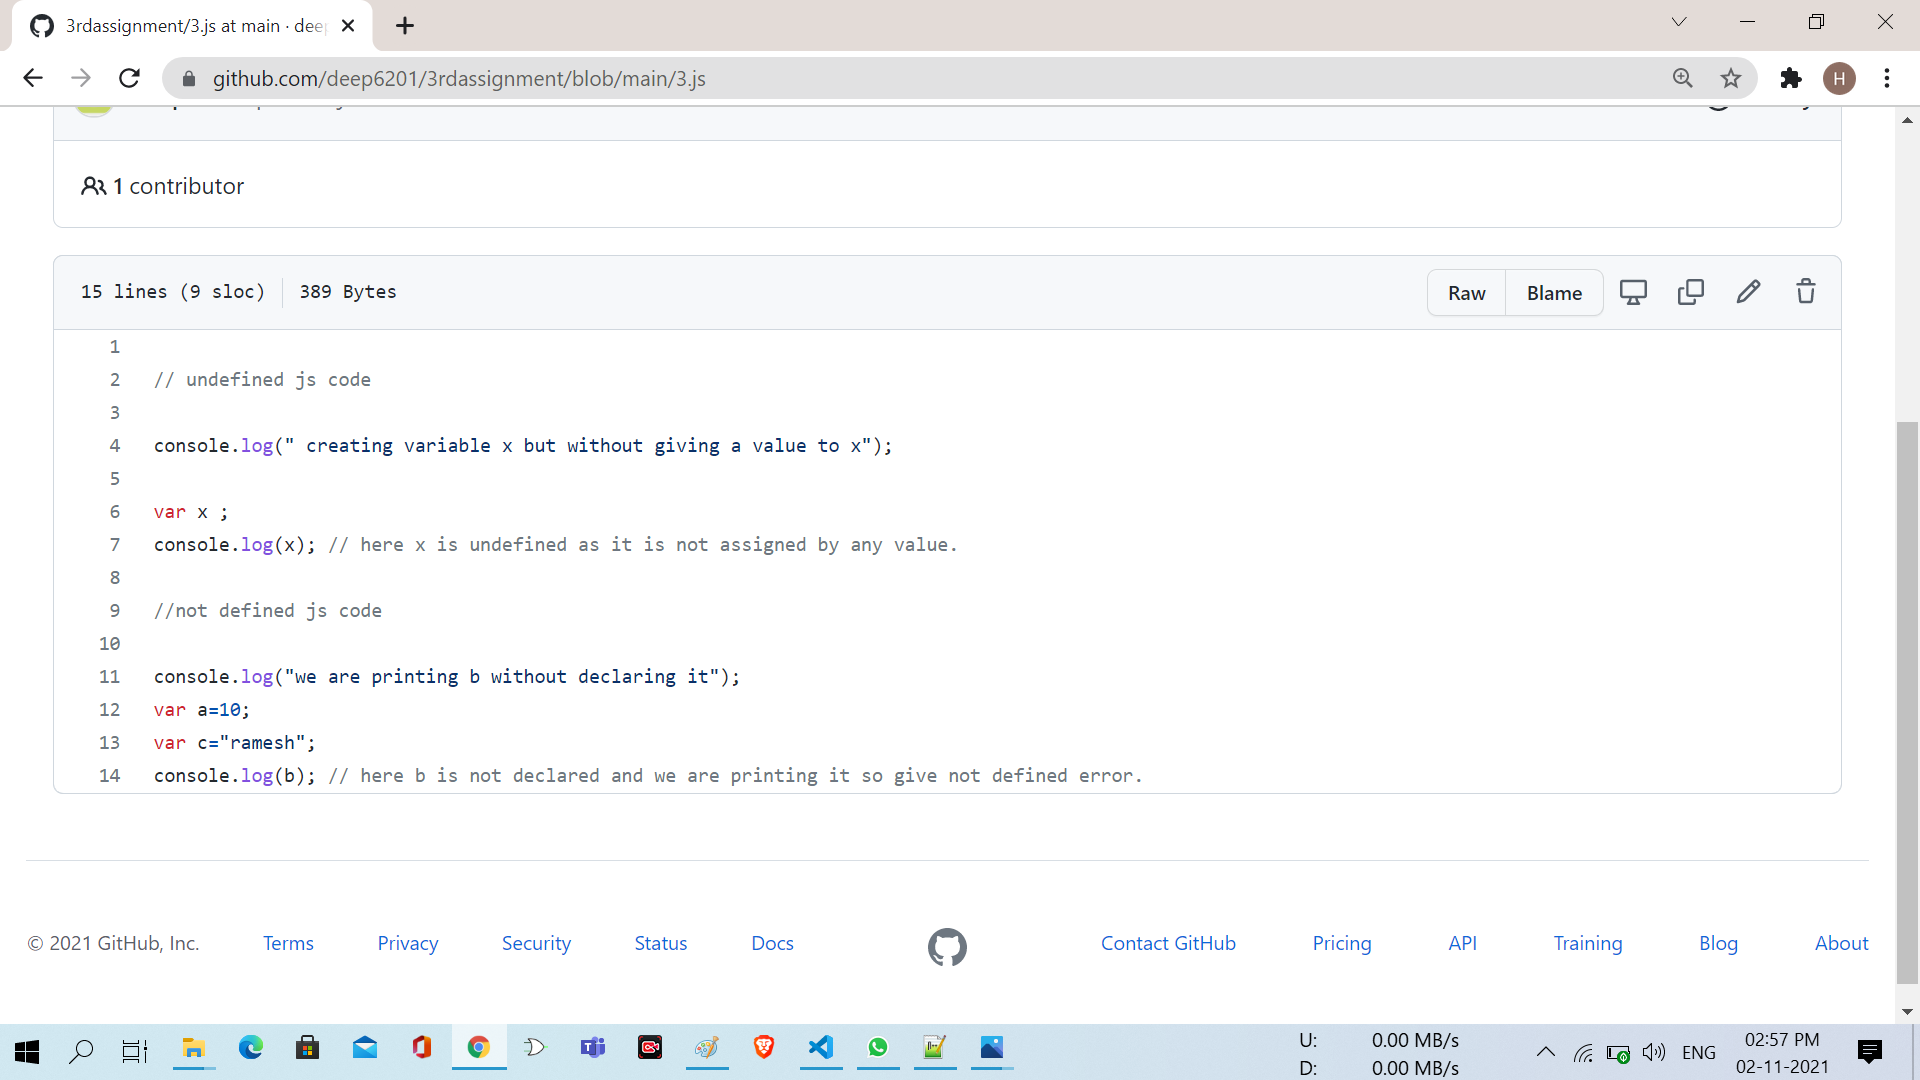 3rdassignment/3.js at main · deep
github.com/deep6201/3rdassignment/blob/main/3.js
H
1 contributor
15 lines (9 sloc) 389 Bytes
Raw Blame
1
2 // undefined js code
3
4 console.log(" creating variable x but without giving a value to x");
5
6 var x ;
7 console.log(x); // here x is undefined as it is not assigned by any value.
8
9 //not defined js code
10
11 console.log("we are printing b without declaring it");
12 var a=10;
13 var c="ramesh";
14 console.log(b); // here b is not declared and we are printing it so give not defined error.
© 2021 GitHub, Inc. Terms Privacy Security Status Docs Contact GitHub Pricing API Training Blog About
U: 0.00 MB/s
D: 0.00 MB/s
ENG
02:57 PM
02-11-2021